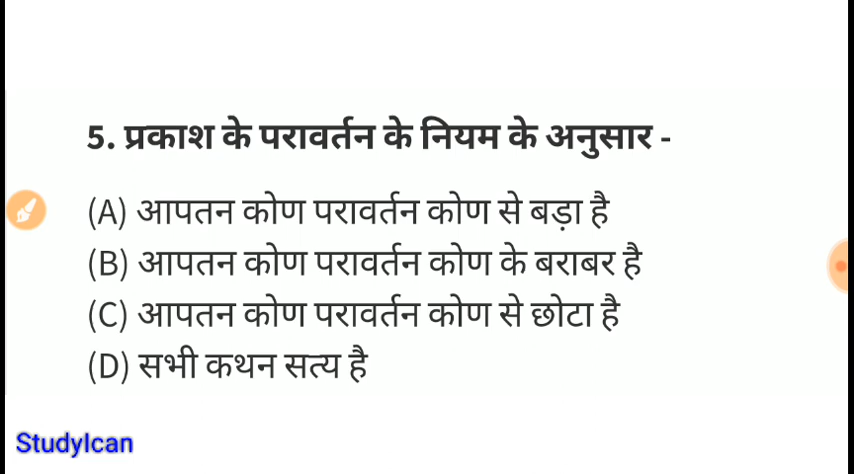 5. प्रकाश के परावर्तन के नियम के अनुसार -
(A) आपतन कोण परावर्तन कोण से बड़ा है
(B) आपतन कोण परावर्तन कोण के बराबर है
(C) आपतन कोण परावर्तन कोण से छोटा है
(D) सभी कथन सत्य है
StudyIcan